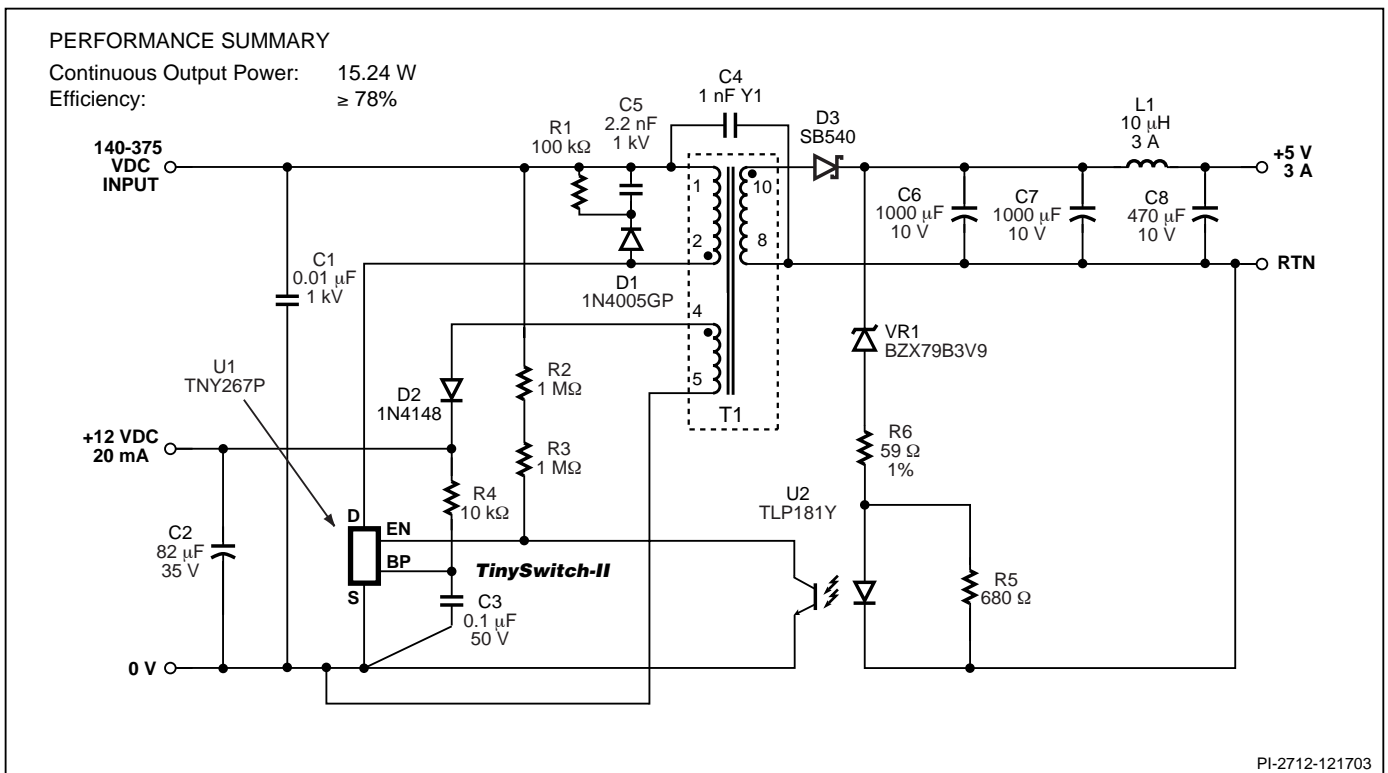 PERFORMANCE SUMMARY
Continuous Output Power: 15.24 W
Efficiency: ≥ 78%
C4
1 nF Y1
C5
2.2 nF
1 kV
R1
100 kΩ
D3
SB540
L1
10 µH
3 A
140-375
VDC
INPUT
+5 V
3 A
1
10
C6
1000 µF
10 V
C7
1000 µF
10 V
C8
470 µF
10 V
2
8
C1
0.01 µF
1 kV
D1
1N4005GP
RTN
4
VR1
BZX79B3V9
U1
TNY267P
R2
1 MΩ
5
D2
1N4148
T1
+12 VDC
20 mA
R3
1 MΩ
R6
59 Ω
1%
R4
10 kΩ
U2
TLP181Y
D
EN
C2
82 µF
35 V
BP
TinySwitch-II
S
C3
0.1 µF
50 V
R5
680 Ω
0 V
PI-2712-121703